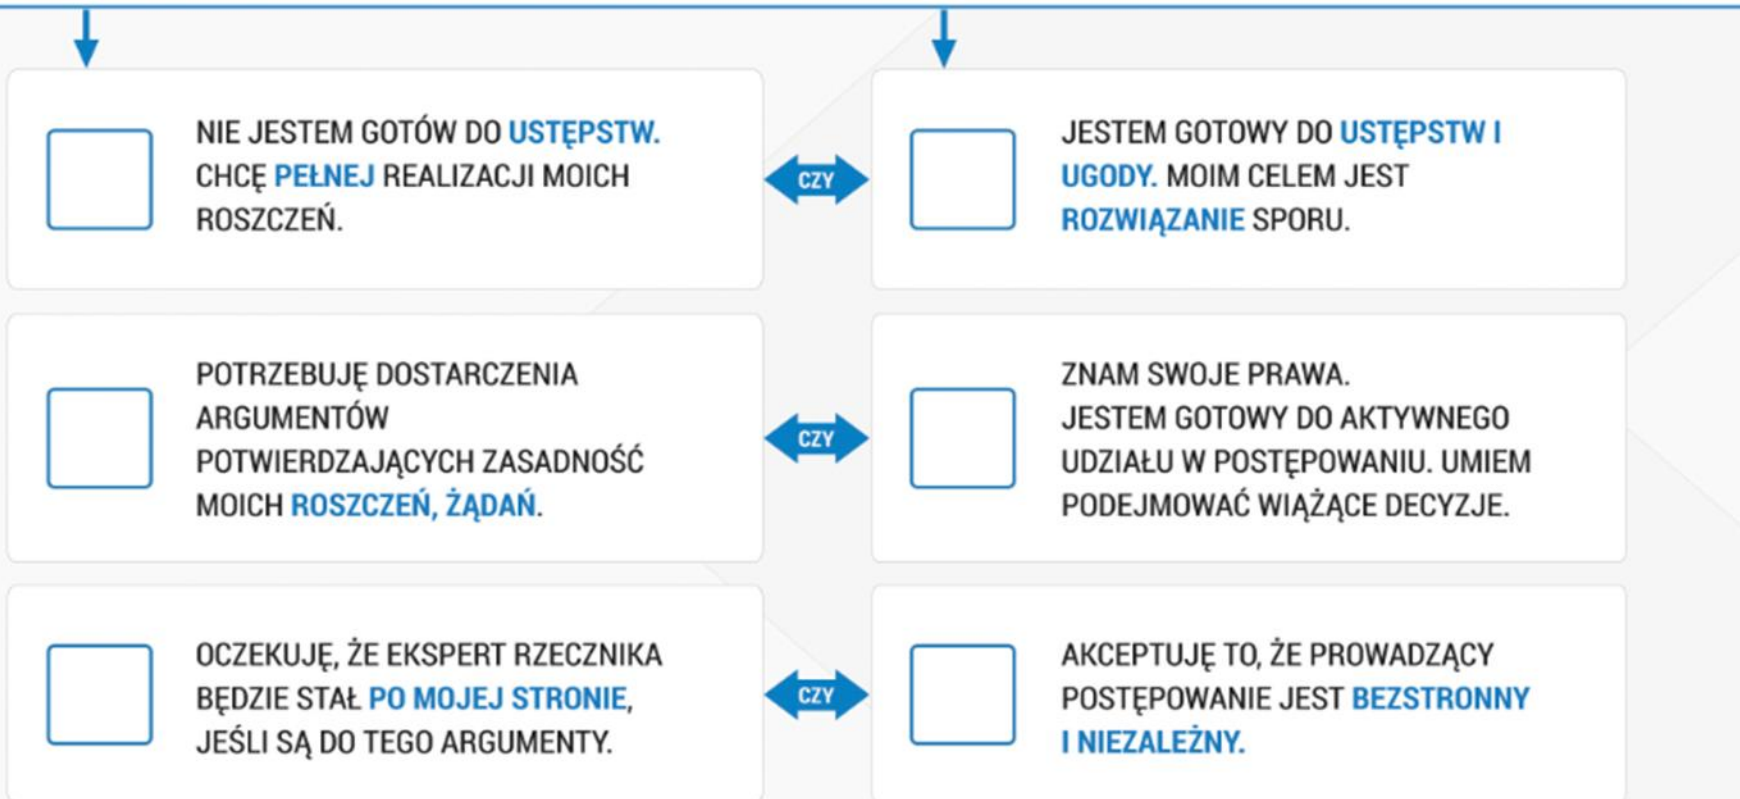 NIE JESTEM GOTÓW DO USTĘPSTW.
CHCĘ PEŁNEJ REALIZACJI MOICH
ROSZCZEŃ.
CZY
JESTEM GOTOWY DO USTĘPSTW I
UGODY. MOIM CELEM JEST
ROZWIĄZANIE SPORU.
POTRZEBUJĘ DOSTARCZENIA
ARGUMENTÓW
POTWIERDZAJĄCYCH ZASADNOŚĆ
MOICH ROSZCZEŃ, ŻĄDAŃ.
CZY
ZNAM SWOJE PRAWA.
JESTEM GOTOWY DO AKTYWNEGO
UDZIAŁU W POSTĘPOWANIU. UMIEM
PODEJMOWAĆ WIĄŻĄCE DECYZJE.
OCZEKUJĘ, ŻE EKSPERT RZECZNIKA
BĘDZIE STAŁ PO MOJEJ STRONIE,
JEŚLI SĄ DO TEGO ARGUMENTY.
CZY
AKCEPTUJĘ TO, ŻE PROWADZĄCY
POSTĘPOWANIE JEST BEZSTRONNY
I NIEZALEŻNY.